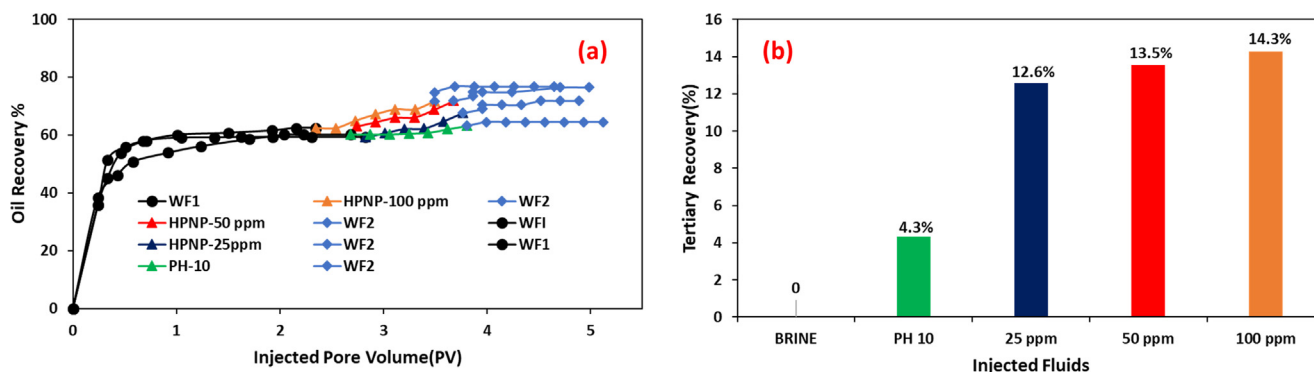 (a)
Oil Recovery %
100
80
60
40
20
0
0 1 2 3 4 5
Injected Pore Volume(PV)
WF1 HPNP-100 ppm WF2
HPNP-50 ppm WF2 WFI
HPNP-25ppm WF2 WF1
PH-10 WF2
(b)
Tertiary Recovery(%)
16
14
12
10
8
6
4
2
0
0
4.3%
12.6%
13.5%
14.3%
BRINE PH 10 25 ppm 50 ppm 100 ppm
Injected Fluids